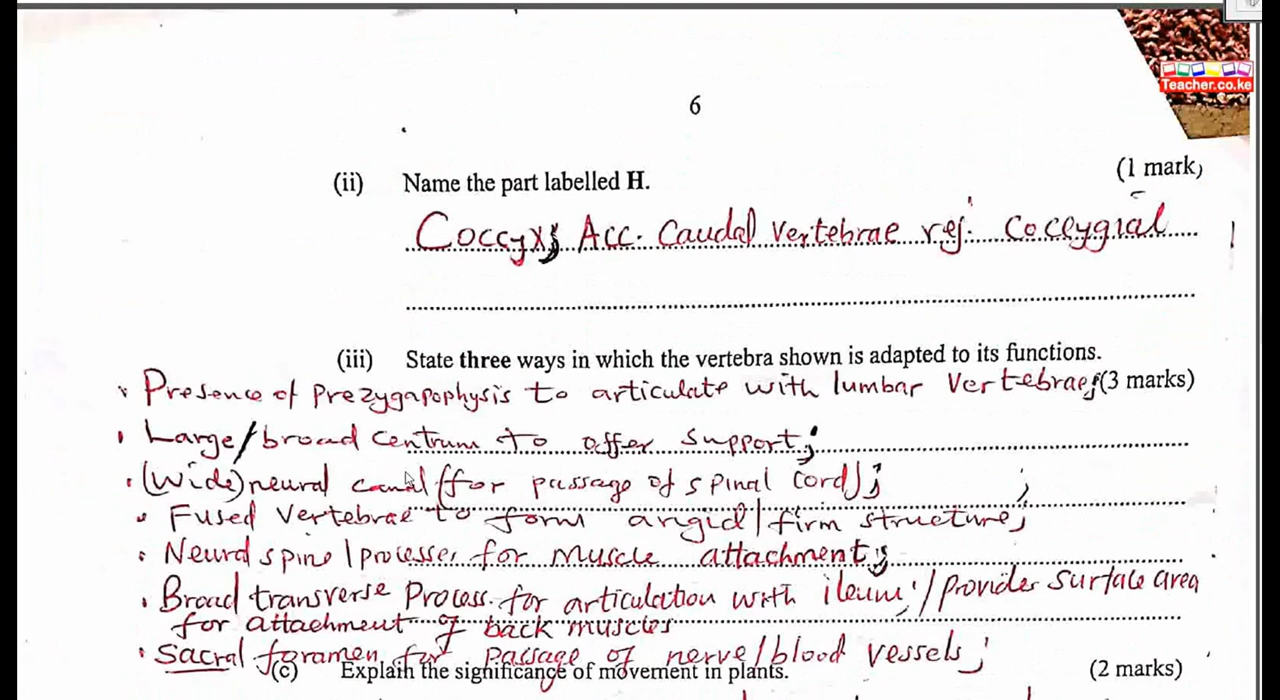 Teacher.co.ke
6
(ii) Name the part labelled H. (1 mark)
Coccyx; Acc. Caudal vertebrae rej. Coccygial
(iii) State three ways in which the vertebra shown is adapted to its functions.
• Presence of prezygapophysis to articulate with lumbar vertebrae; (3 marks)
• Large/broad centrum to offer support;
• (Wide) neural canal (for passage of spinal cord);
• Fused vertebrae to form a rigid/firm structure;
• Neural spine/processes for muscle attachment;
• Broad transverse process for articulation with ileum;/provides surface area
for attachment of back muscles
• Sacral foramen for passage of nerve/blood vessels;
(c) Explain the significance of movement in plants. (2 marks)